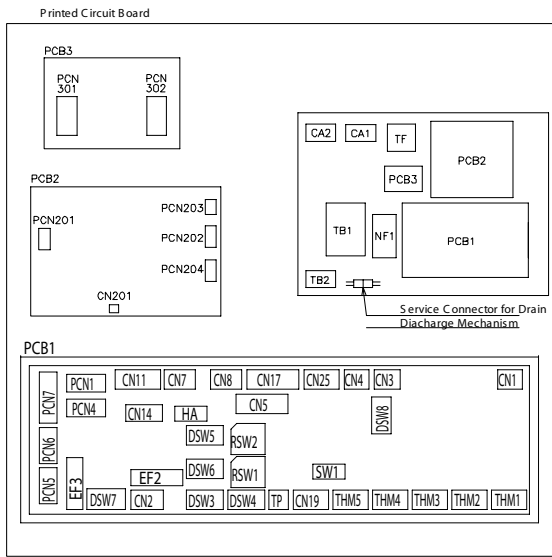 Printed Circuit Board
PCB3
PCN
301
PCN
302
CA2
CA1
TF
PCB2
PCB3
TB1
NF1
PCB1
TB2
Service Connector for Drain
Diacharge Mechanism
PCB2
PCN203
PCN201
PCN202
PCN204
CN201
PCB1
PCN7
PCN1
CN11
CN7
CN8
CN17
CN25
CN4
CN3
CN1
PCN4
CN14
HA
CN5
DSW8
PCN6
DSW5
RSW2
PCN5
EF3
EF2
DSW6
RSW1
SW1
DSW7
CN2
DSW3
DSW4
TP
CN19
THM5
THM4
THM3
THM2
THM1